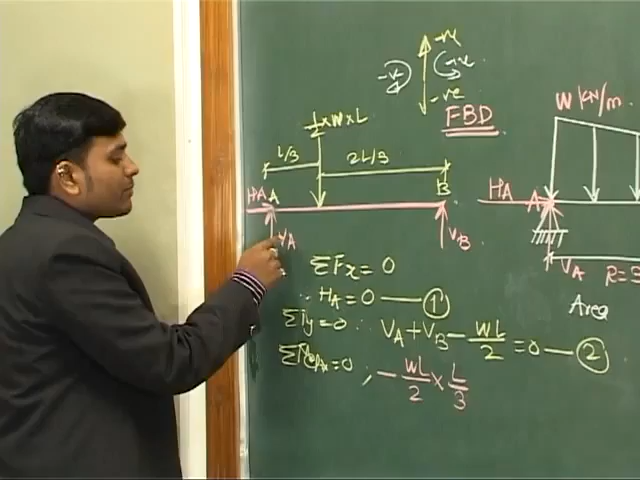 +ve
-ve +ve
-ve
FBD
W KN/m
1/2 × W × L
L/3 2L/3
HA A B
VA VB
HA A
VA R=
Area
ΣFx = 0
∴ HA = 0 — ①
ΣFy = 0 ∴ VA + VB - WL/2 = 0 — ②
= 0 ; - WL/2 × L/3